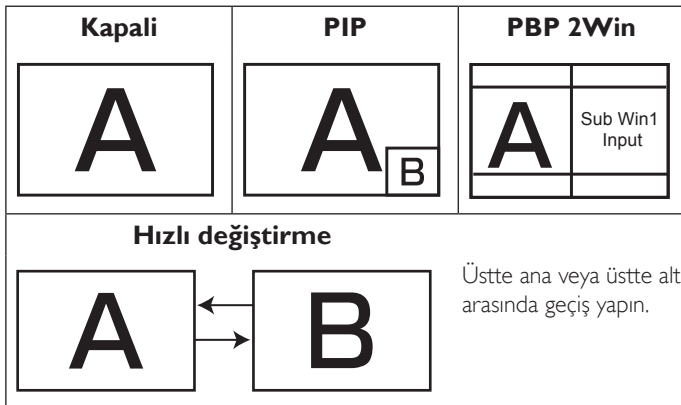 Kapali PIP PBP 2Win
A A B A Sub Win1
Input
Hızlı değiştirme
A B Üstte ana veya üstte alt
arasında geçiş yapın.